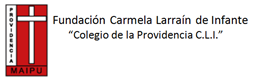 PROVIDENCIA
MAIPU
Fundación Carmela Larraín de Infante
“Colegio de la Providencia C.L.I.”